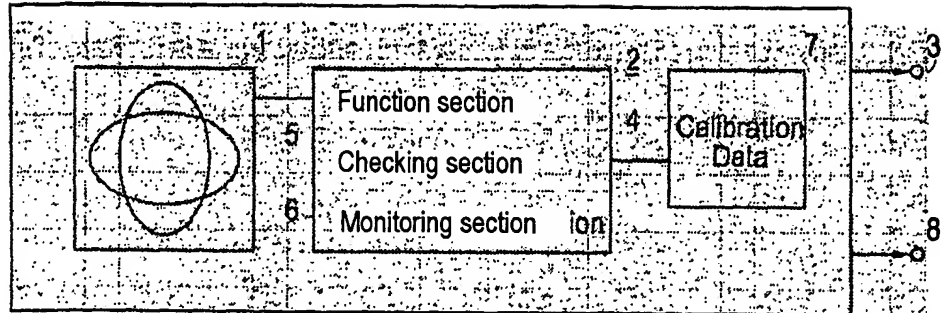 1
2
7
3
Function section
5
4
Calibration
Data
Checking section
6
Monitoring section ion
8